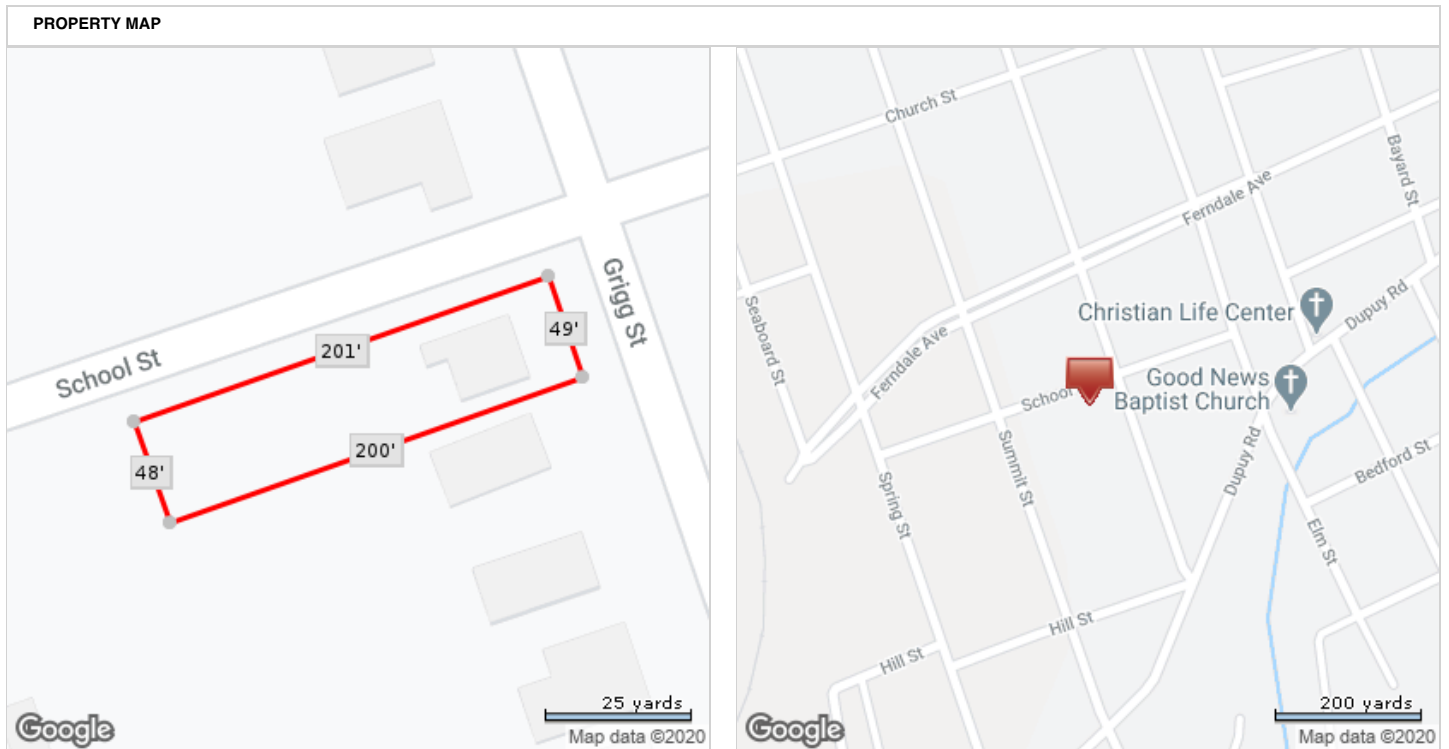 PROPERTY MAP
Grigg St
49'
201'
School St
200'
48'
25 yards
Google
Map data ©2020
Church St
Bayard St
Ferndale Ave
Dupuy Rd
Seaboard St
Christian Life Center
Ferndale Ave
School
Good News
Baptist Church
Summit St
Dupuy Rd
Bedford St
Spring St
Elm St
Hill St
Hill St
200 yards
Google
Map data ©2020